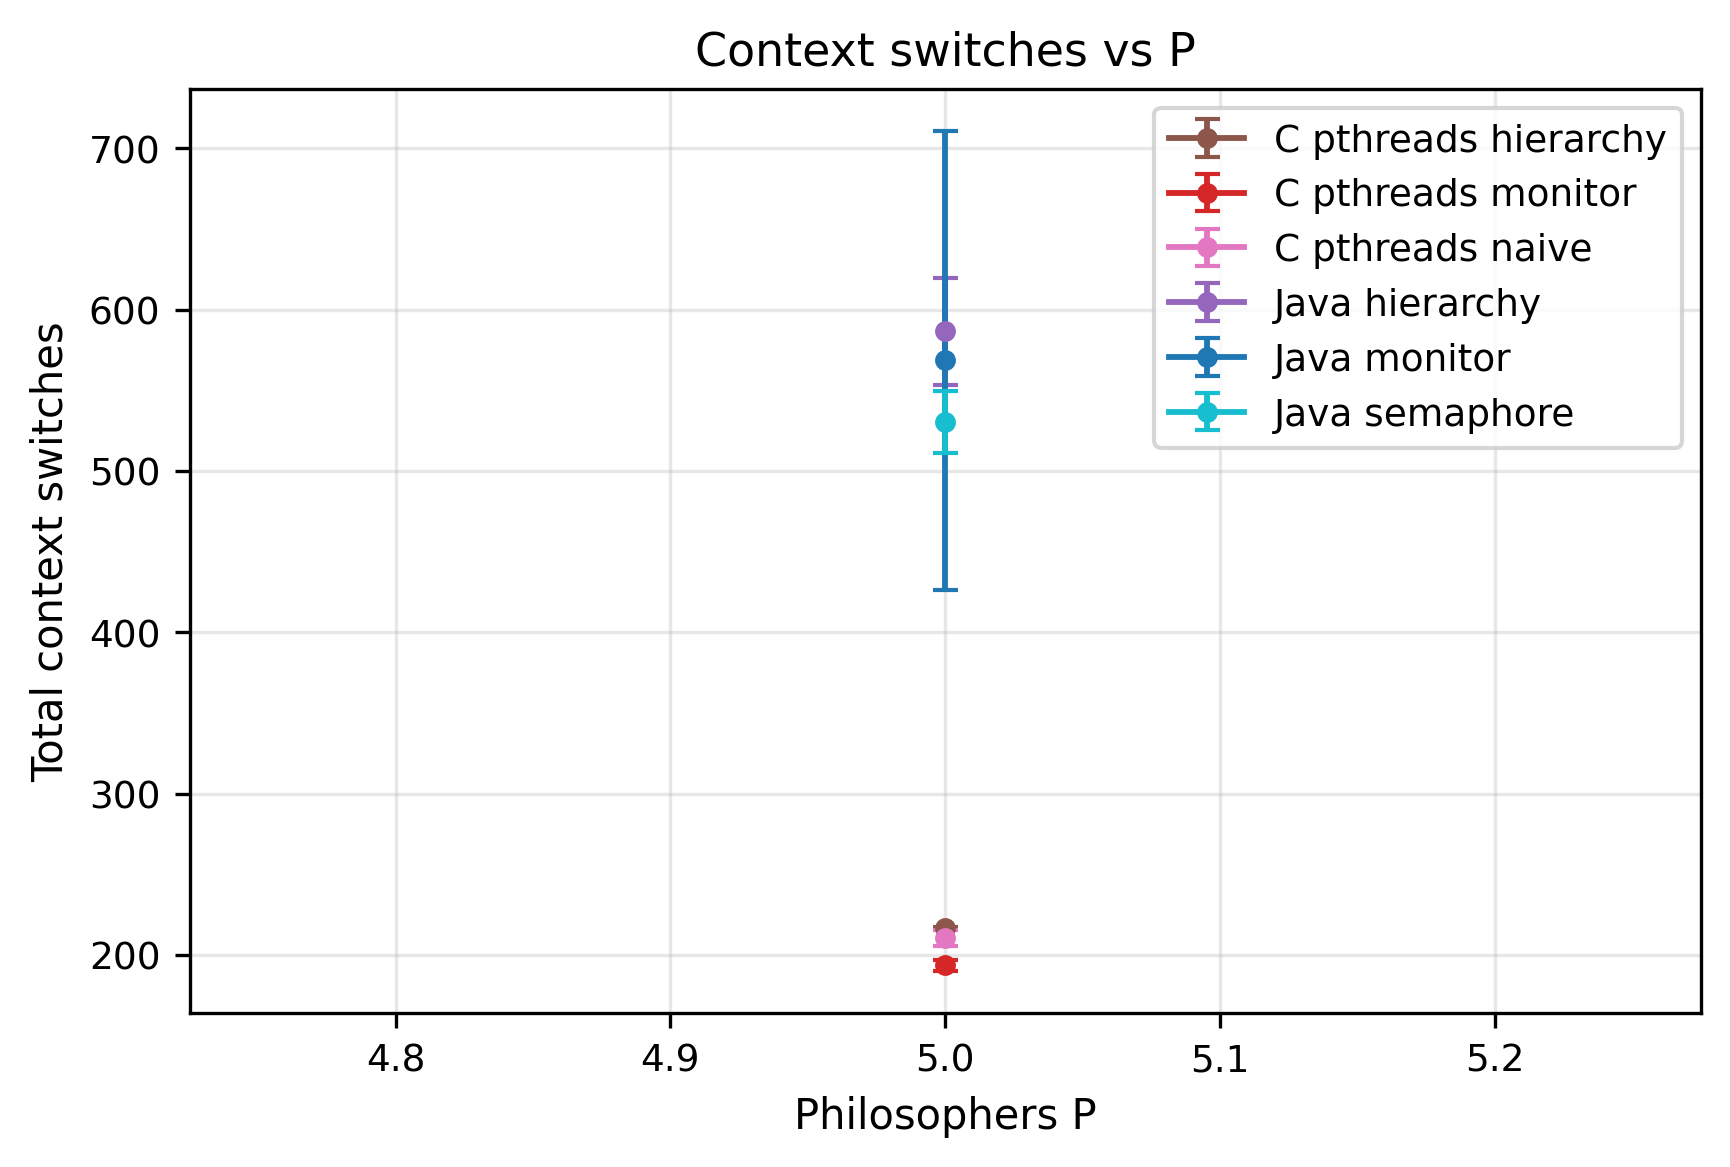 Context switches vs P
Total context switches
700
600
500
400
300
200
4.8
4.9
5.0
5.1
5.2
Philosophers P
C pthreads hierarchy
C pthreads monitor
C pthreads naive
Java hierarchy
Java monitor
Java semaphore